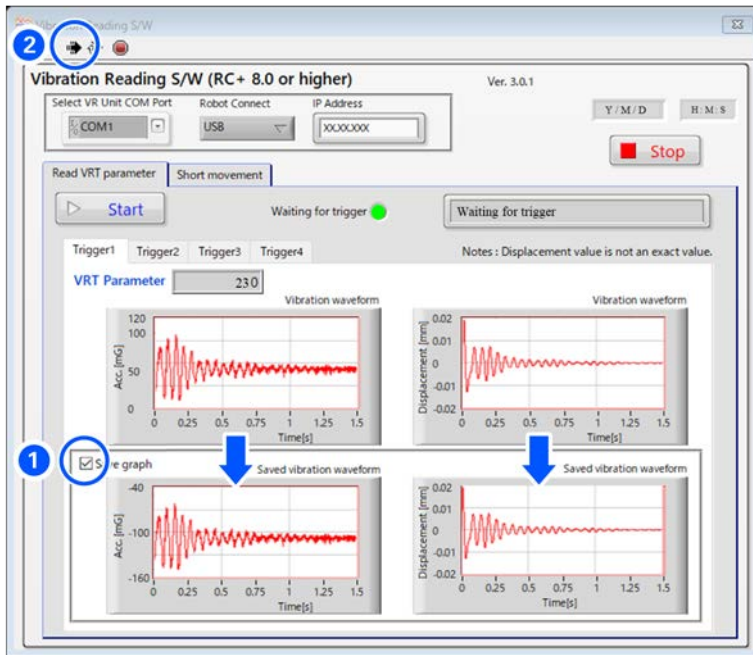 Vibration Reading S/W
2
Vibration Reading S/W (RC+ 8.0 or higher)
Ver. 3.0.1
Select VR Unit COM Port Robot Connect IP Address
Y/M/D H:M:S
COM1 USB XX.XX.XXX
Stop
Read VRT parameter Short movement
Start Waiting for trigger Waiting for trigger
Trigger1 Trigger2 Trigger3 Trigger4 Notes : Displacement value is not an exact value.
VRT Parameter 230
Vibration waveform Vibration waveform
Acc. [mG]
120
100
50
0
0 0.25 0.5 0.75 1 1.25 1.5
Time[s]
Displacement [mm]
0.02
0.01
0
-0.01
-0.02
0 0.25 0.5 0.75 1 1.25 1.5
Time[s]
1
Save graph Saved vibration waveform Saved vibration waveform
Acc. [mG]
-40
-100
-160
0 0.25 0.5 0.75 1 1.25 1.5
Time[s]
Displacement [mm]
0.02
0.01
0
-0.01
-0.02
0 0.25 0.5 0.75 1 1.25 1.5
Time[s]